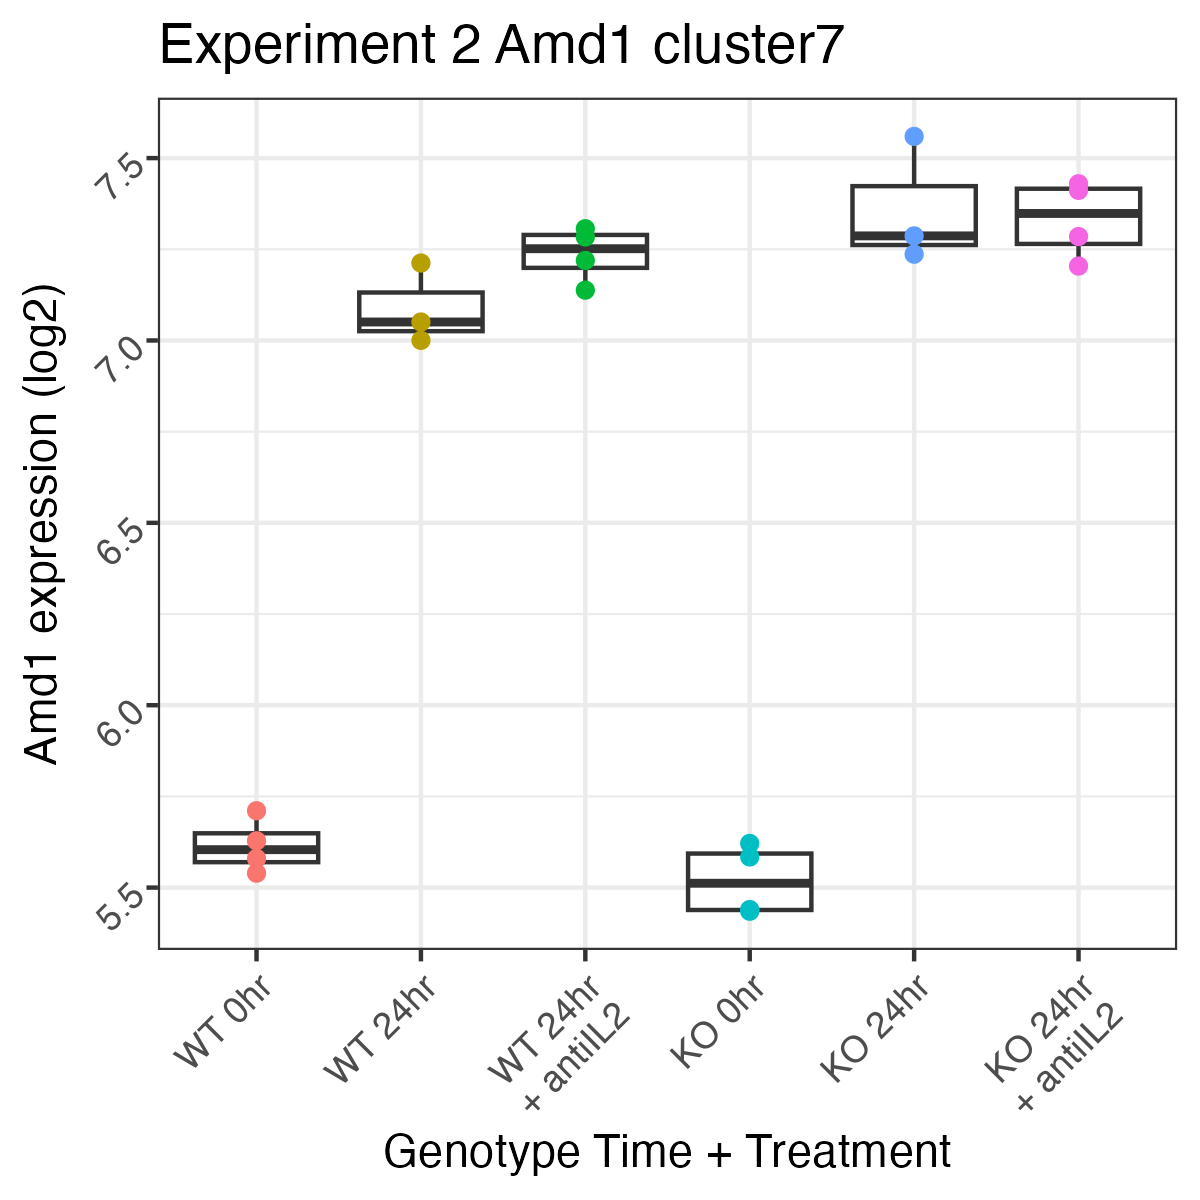 Experiment 2 Amd1 cluster7
Amd1 expression (log2)
7.5
7.0
6.5
6.0
5.5
WT 0hr
WT 24hr
WT 24hr
+ antiIL2
KO 0hr
KO 24hr
KO 24hr
+ antiIL2
Genotype Time + Treatment